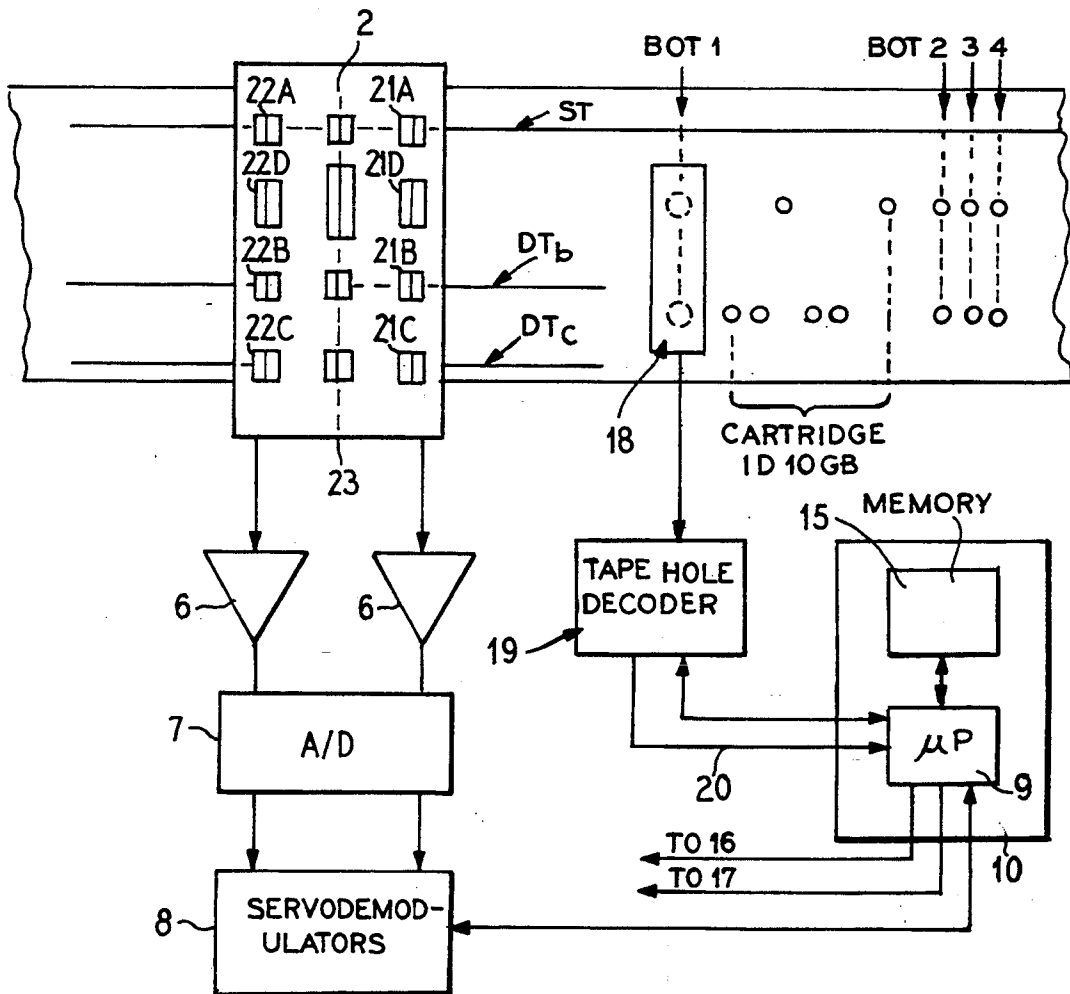 2
BOT 1
BOT 2 3 4
22A
21A
ST
22D
21D
22B
21B
DTb
22C
21C
DTc
18
CARTRIDGE
ID 10GB
23
MEMORY
15
6
6
TAPE HOLE
DECODER
19
7
A/D
μP
20
9
TO 16
10
TO 17
8
SERVODEMOD-
ULATORS